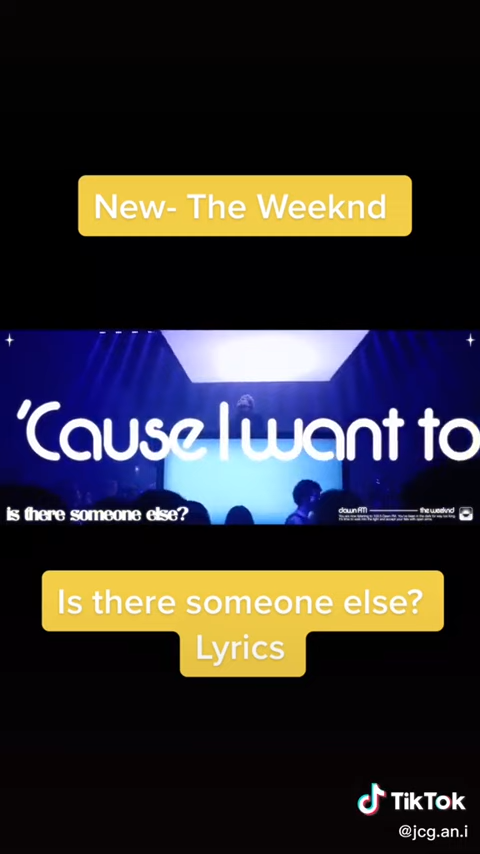 New- The Weeknd
'Cause I want to
is there someone else?
dawn FM
the weeknd
Is there someone else?
Lyrics
TikTok
@jcg.an.i